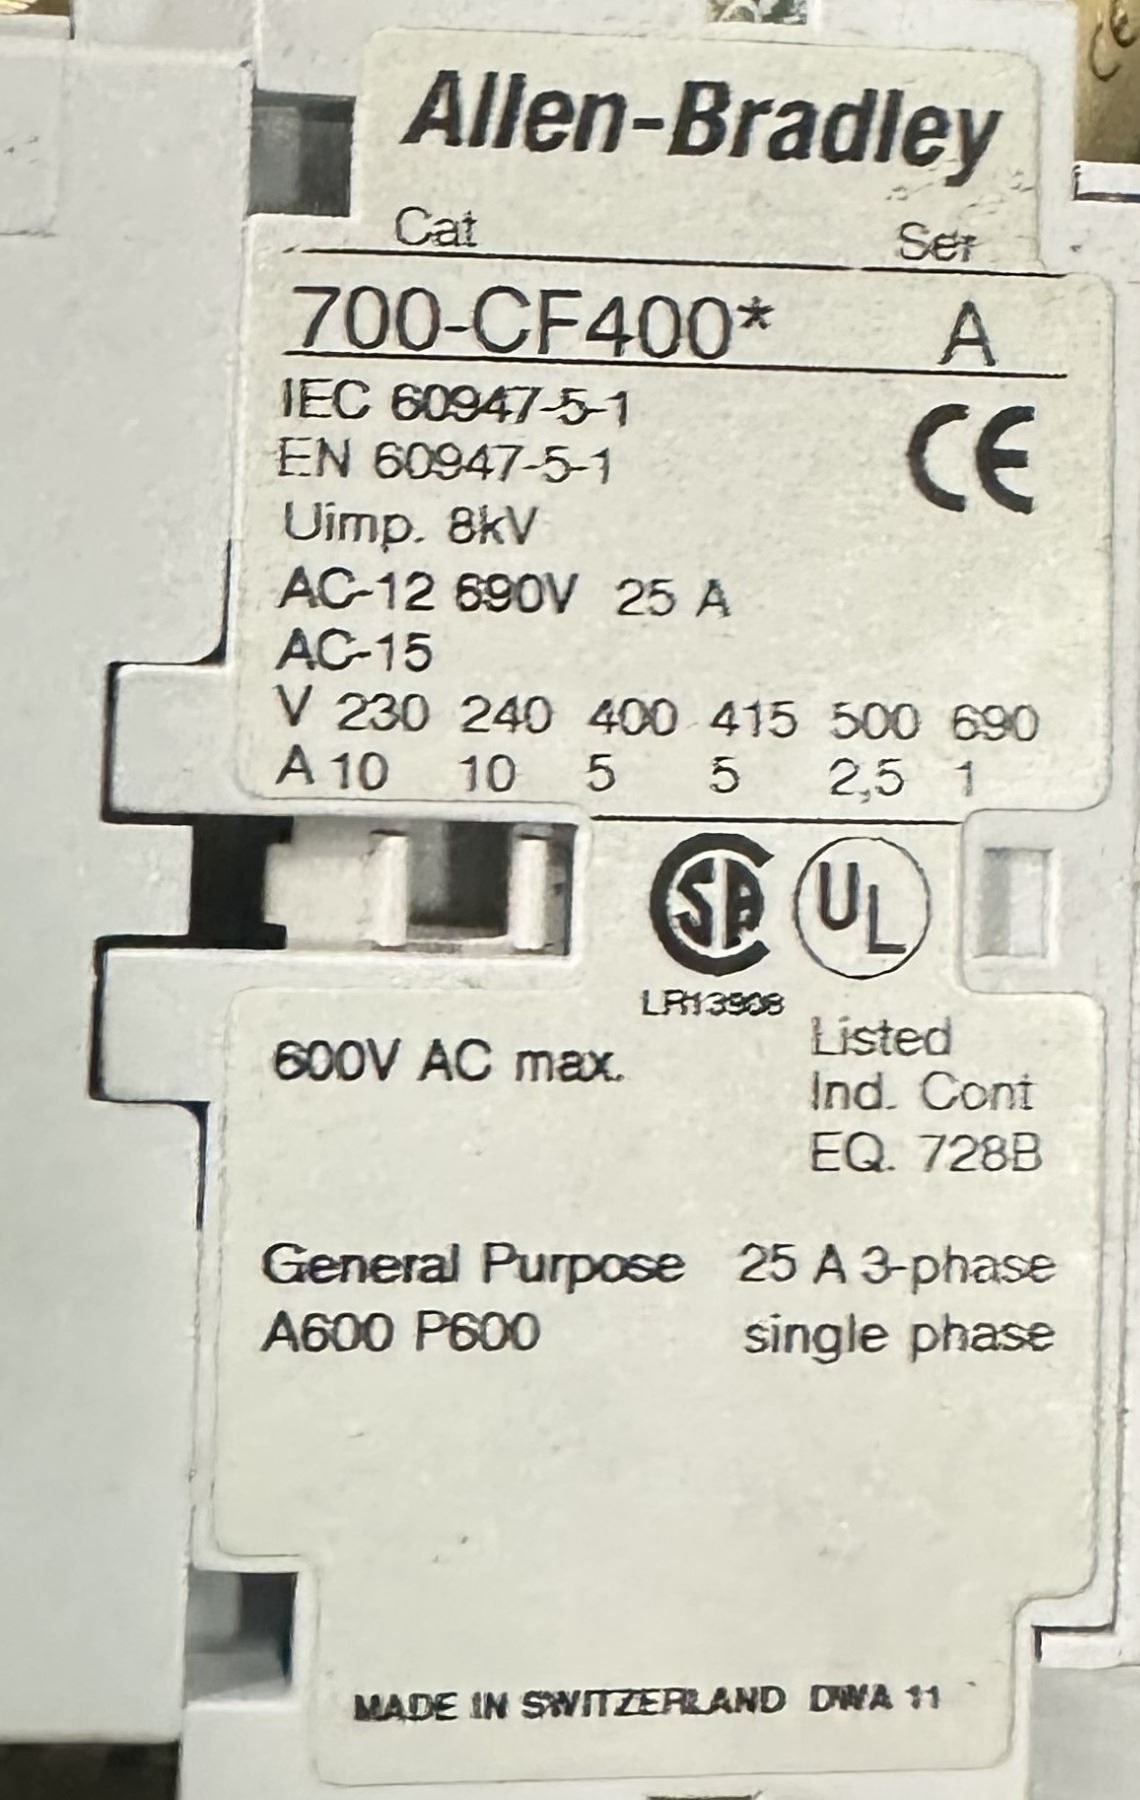 Allen-Bradley
Cat Ser
700-CF400* A
IEC 60947-5-1
EN 60947-5-1
CE
Uimp. 8kV
AC-12 690V 25 A
AC-15
V 230 240 400 415 500 690
A 10 10 5 5 2,5 1
SA UL
LR13908
600V AC max. Listed
Ind. Cont
EQ. 728B
General Purpose 25 A 3-phase
A600 P600 single phase
MADE IN SWITZERLAND DWA 11